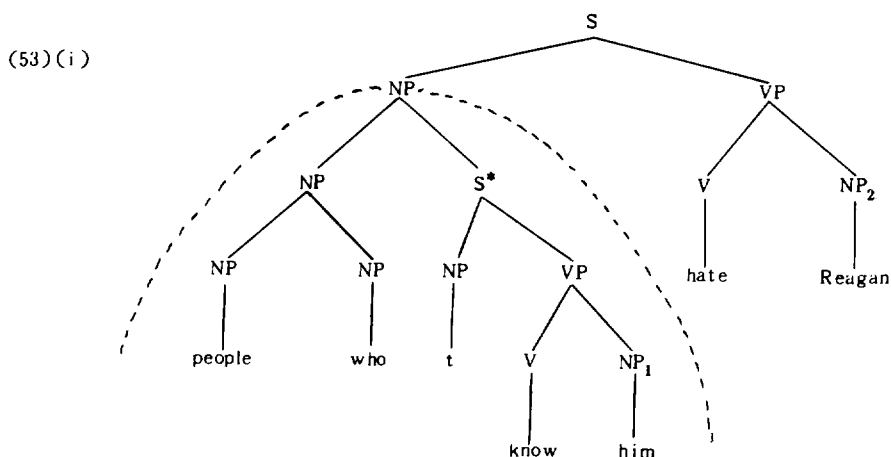 S
(53)(i)
NP VP
NP S* V NP₂
NP NP NP VP hate Reagan
people who t V NP₁
know him